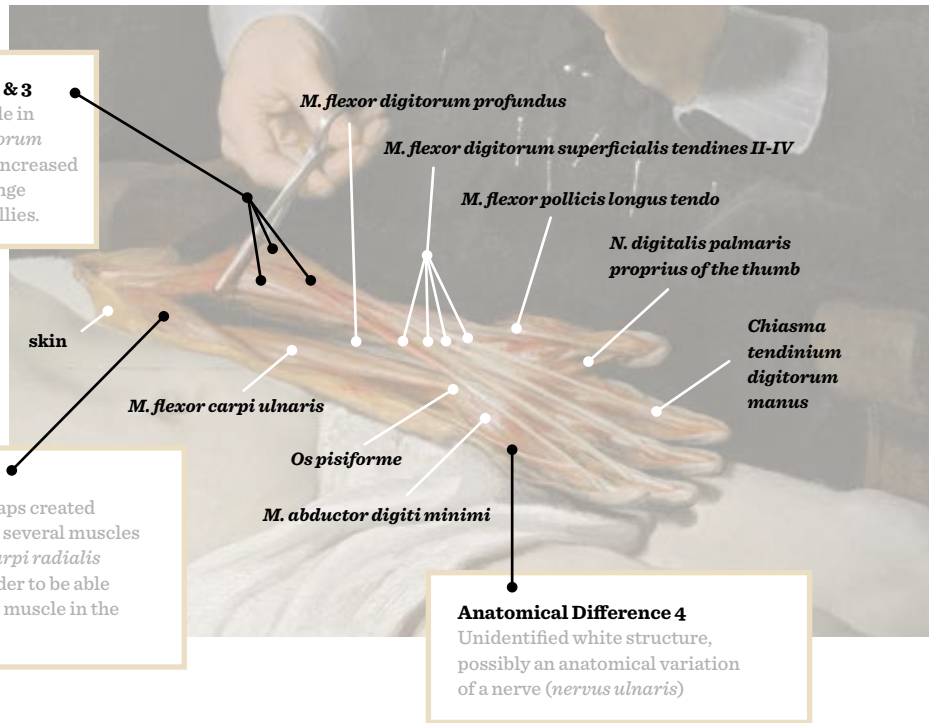 & 3
le in
orum
increased
nge
llies.
M. flexor digitorum profundus
M. flexor digitorum superficialis tendines II-IV
M. flexor pollicis longus tendo
N. digitalis palmaris
proprius of the thumb
Chiasma
tendinium
digitorum
manus
skin
M. flexor carpi ulnaris
Os pisiforme
M. abductor digiti minimi
aps created
several muscles
arpi radialis
der to be able
muscle in the
Anatomical Difference 4
Unidentified white structure,
possibly an anatomical variation
of a nerve (nervus ulnaris)